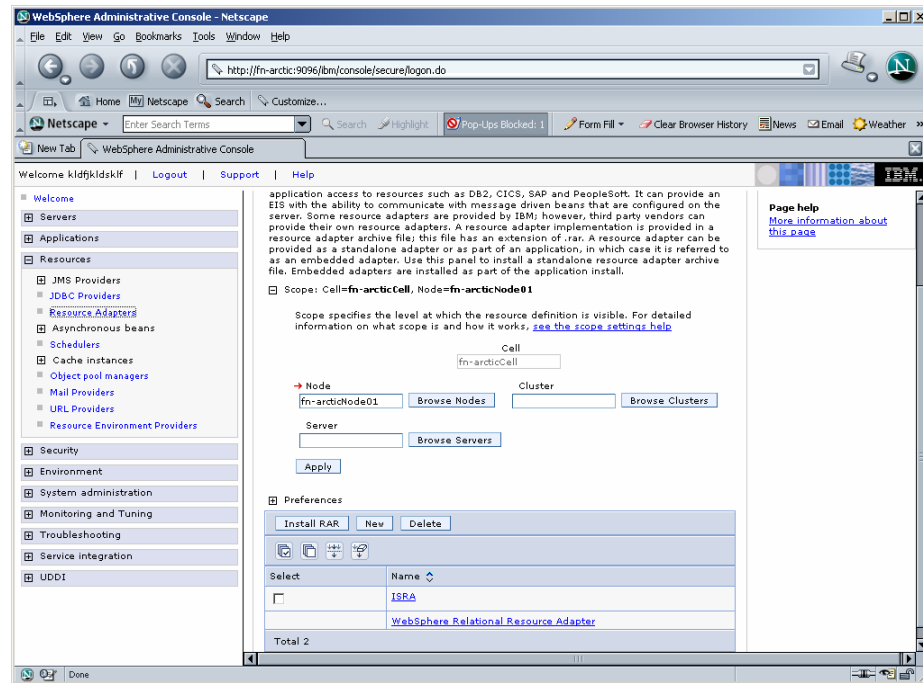 WebSphere Administrative Console - Netscape
File Edit View Go Bookmarks Tools Window Help
http://fn-arctic:9096/ibm/console/secure/logon.do
N
Home My Netscape Search Customize...
N Netscape Enter Search Terms Search Highlight Pop-Ups Blocked: 1 Form Fill Clear Browser History News Email Weather »
New Tab WebSphere Administrative Console
Welcome kldfjkldsklf | Logout | Support | Help
IBM.
Welcome
Servers
Applications
Resources
JMS Providers
JDBC Providers
Resource Adapters
Asynchronous beans
Schedulers
Cache instances
Object pool managers
Mail Providers
URL Providers
Resource Environment Providers
Security
Environment
System administration
Monitoring and Tuning
Troubleshooting
Service integration
UDDI
application access to resources such as DB2, CICS, SAP and PeopleSoft. It can provide an
EIS with the ability to communicate with message driven beans that are configured on the
server. Some resource adapters are provided by IBM; however, third party vendors can
provide their own resource adapters. A resource adapter implementation is provided in a
resource adapter archive file; this file has an extension of .rar. A resource adapter can be
provided as a standalone adapter or as part of an application, in which case it is referred to
as an embedded adapter. Use this panel to install a standalone resource adapter archive
file. Embedded adapters are installed as part of the application install.
Scope: Cell=fn-arcticCell, Node=fn-arcticNode01
Scope specifies the level at which the resource definition is visible. For detailed
information on what scope is and how it works, see the scope settings help
Cell
fn-arcticCell
Node Cluster
fn-arcticNode01 Browse Nodes Browse Clusters
Server
Browse Servers
Apply
Preferences
Install RAR New Delete
Select Name
ISRA
WebSphere Relational Resource Adapter
Total 2
Page help
More information about
this page
Done